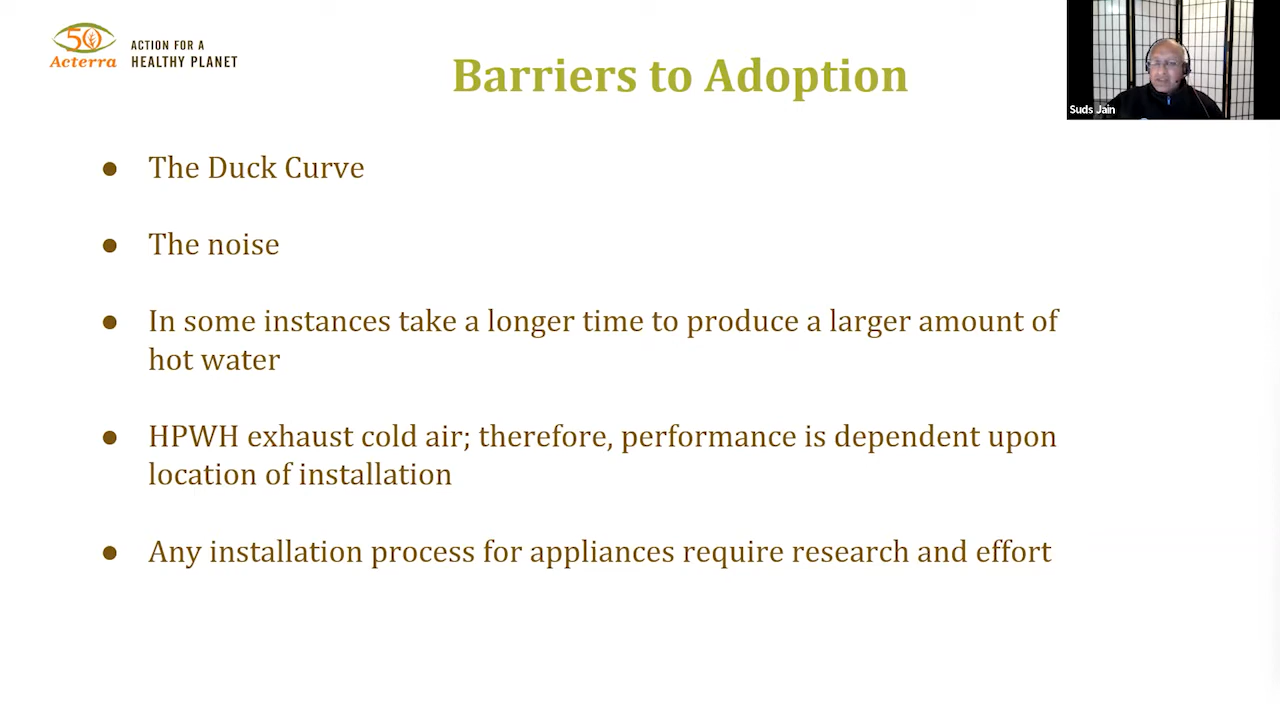 50
Acterra
ACTION FOR A
HEALTHY PLANET
Barriers to Adoption
Suds Jain
● The Duck Curve
● The noise
● In some instances take a longer time to produce a larger amount of
hot water
● HPWH exhaust cold air; therefore, performance is dependent upon
location of installation
● Any installation process for appliances require research and effort